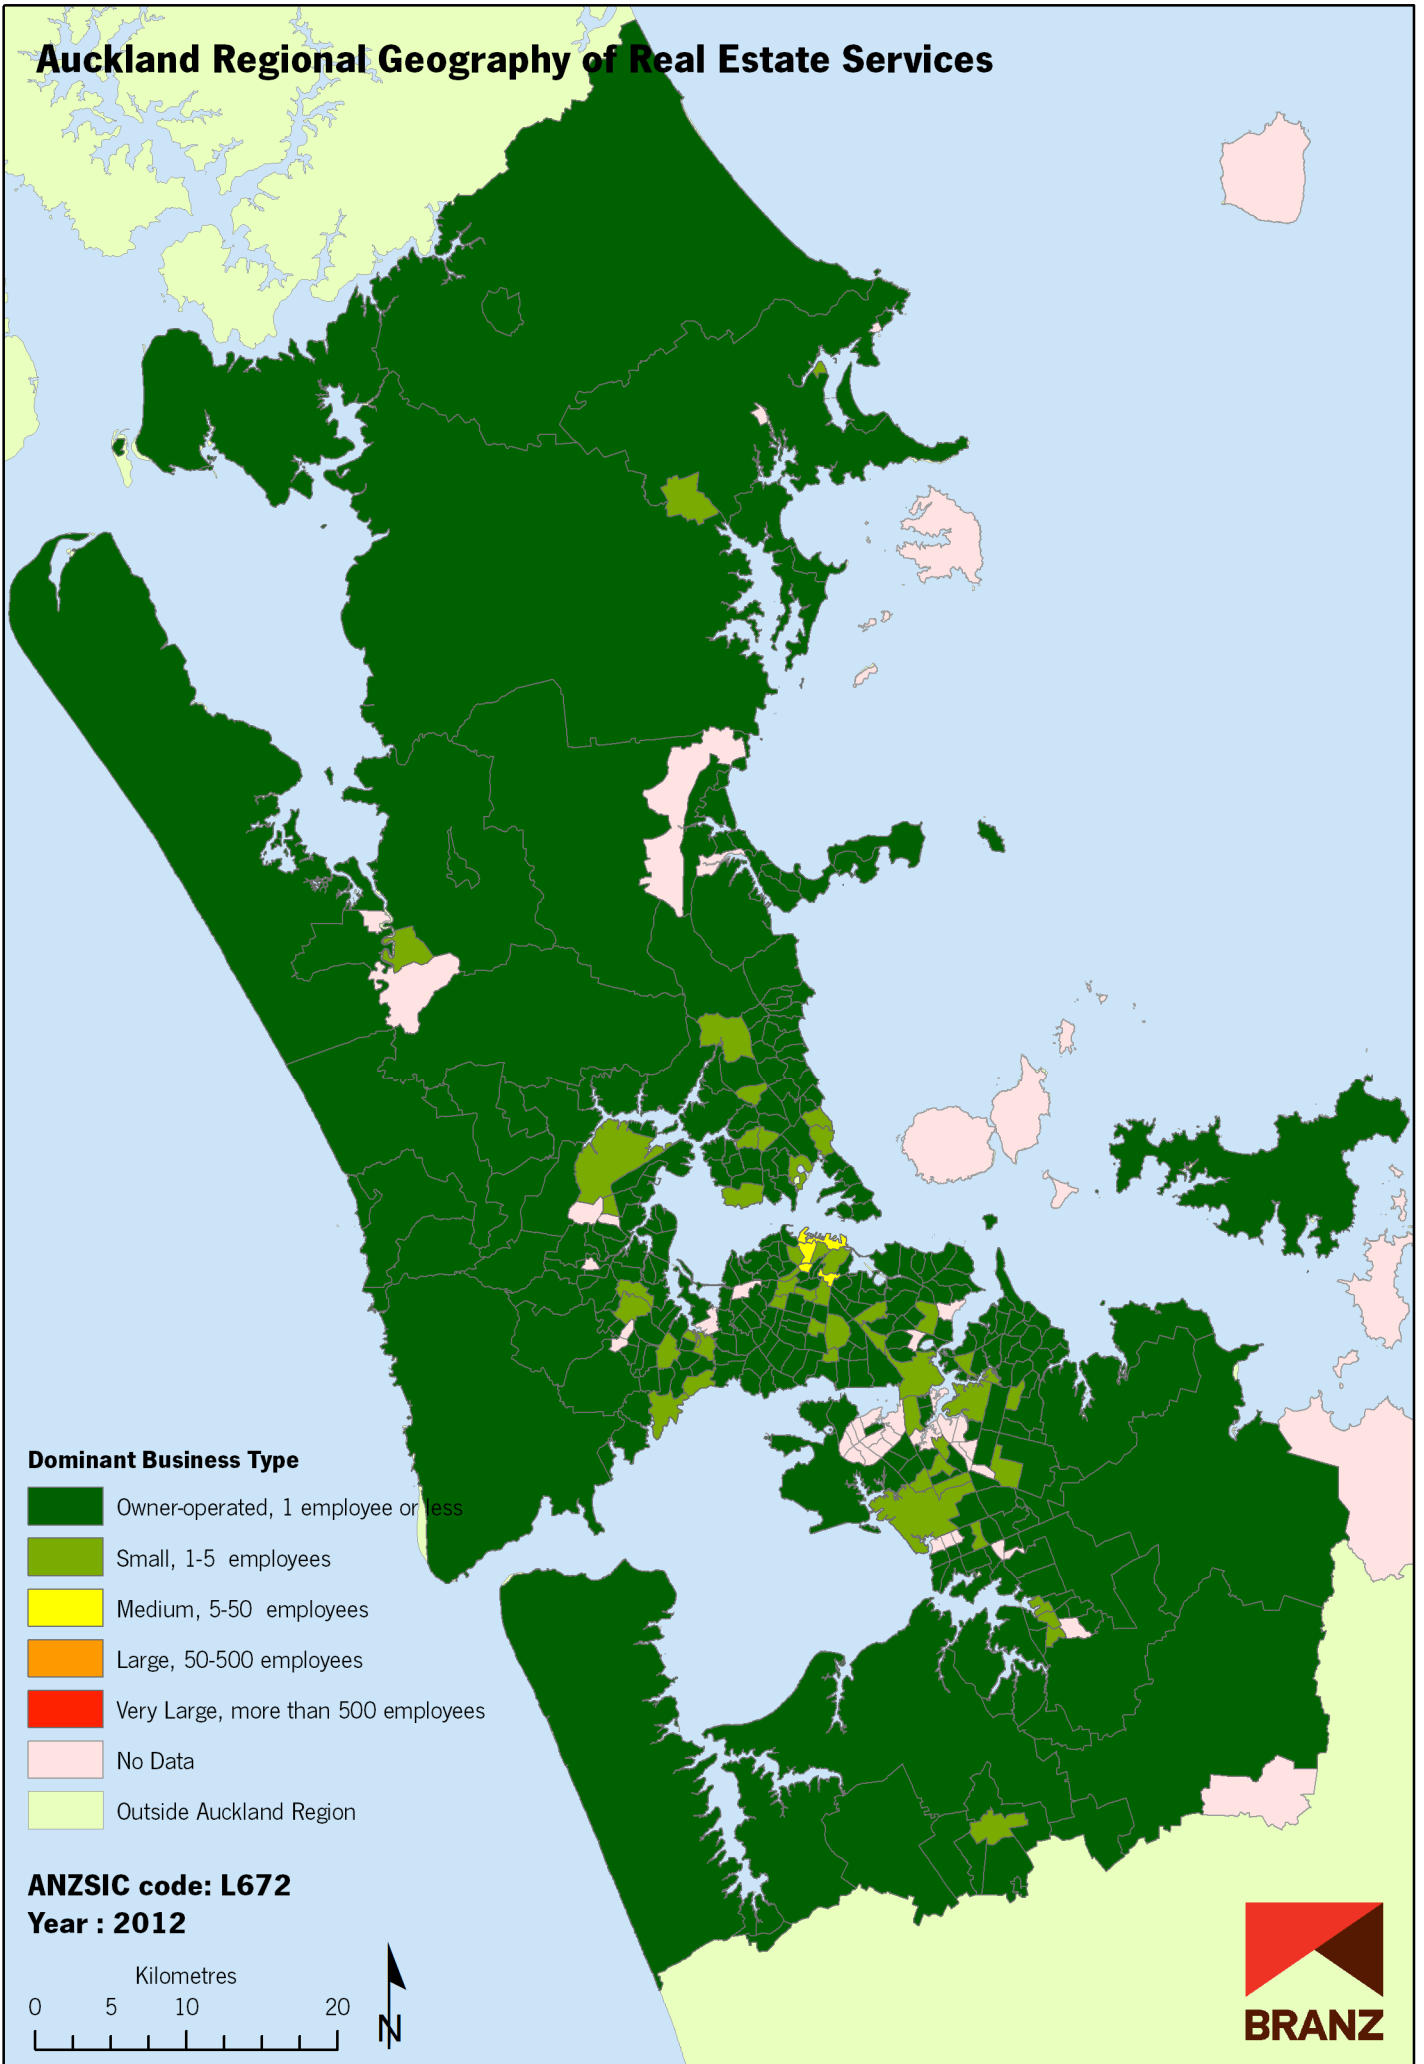 Auckland Regional Geography of Real Estate Services
Dominant Business Type
Owner-operated, 1 employee or less
Small, 1-5 employees
Medium, 5-50 employees
Large, 50-500 employees
Very Large, more than 500 employees
No Data
Outside Auckland Region
ANZSIC code: L672
Year : 2012
Kilometres
0 5 10 20
N
BRANZ